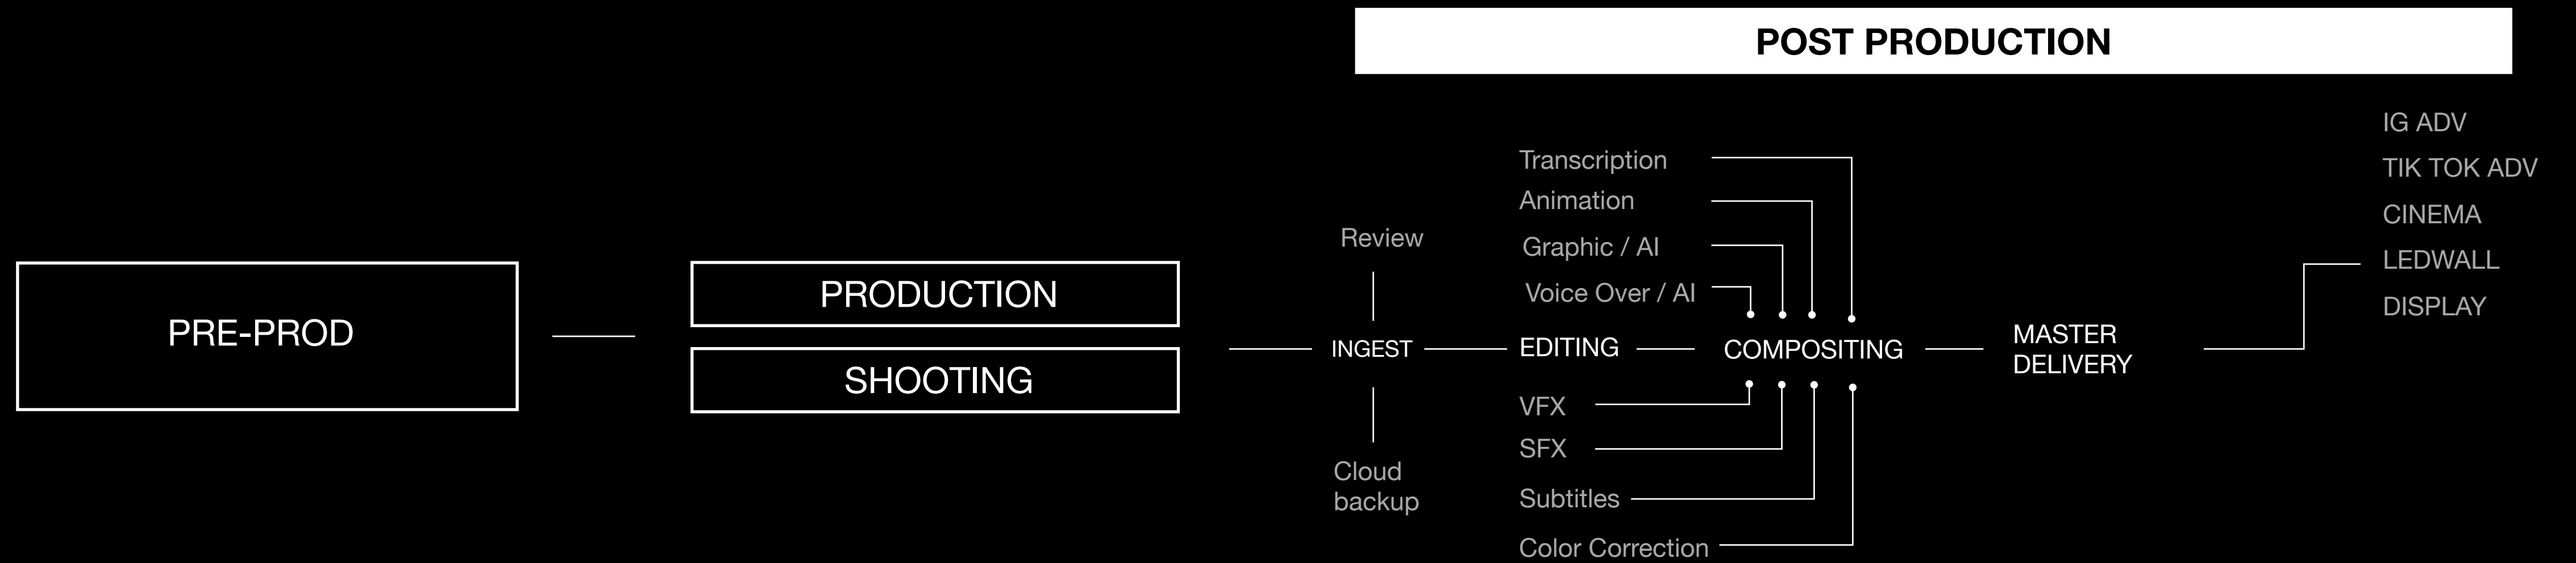 POST PRODUCTION
PRE-PROD
PRODUCTION
SHOOTING
Review
INGEST
Cloud
backup
Transcription
Animation
Graphic / AI
Voice Over / AI
EDITING
VFX
SFX
Subtitles
Color Correction
COMPOSITING
MASTER
DELIVERY
IG ADV
TIK TOK ADV
CINEMA
LEDWALL
DISPLAY